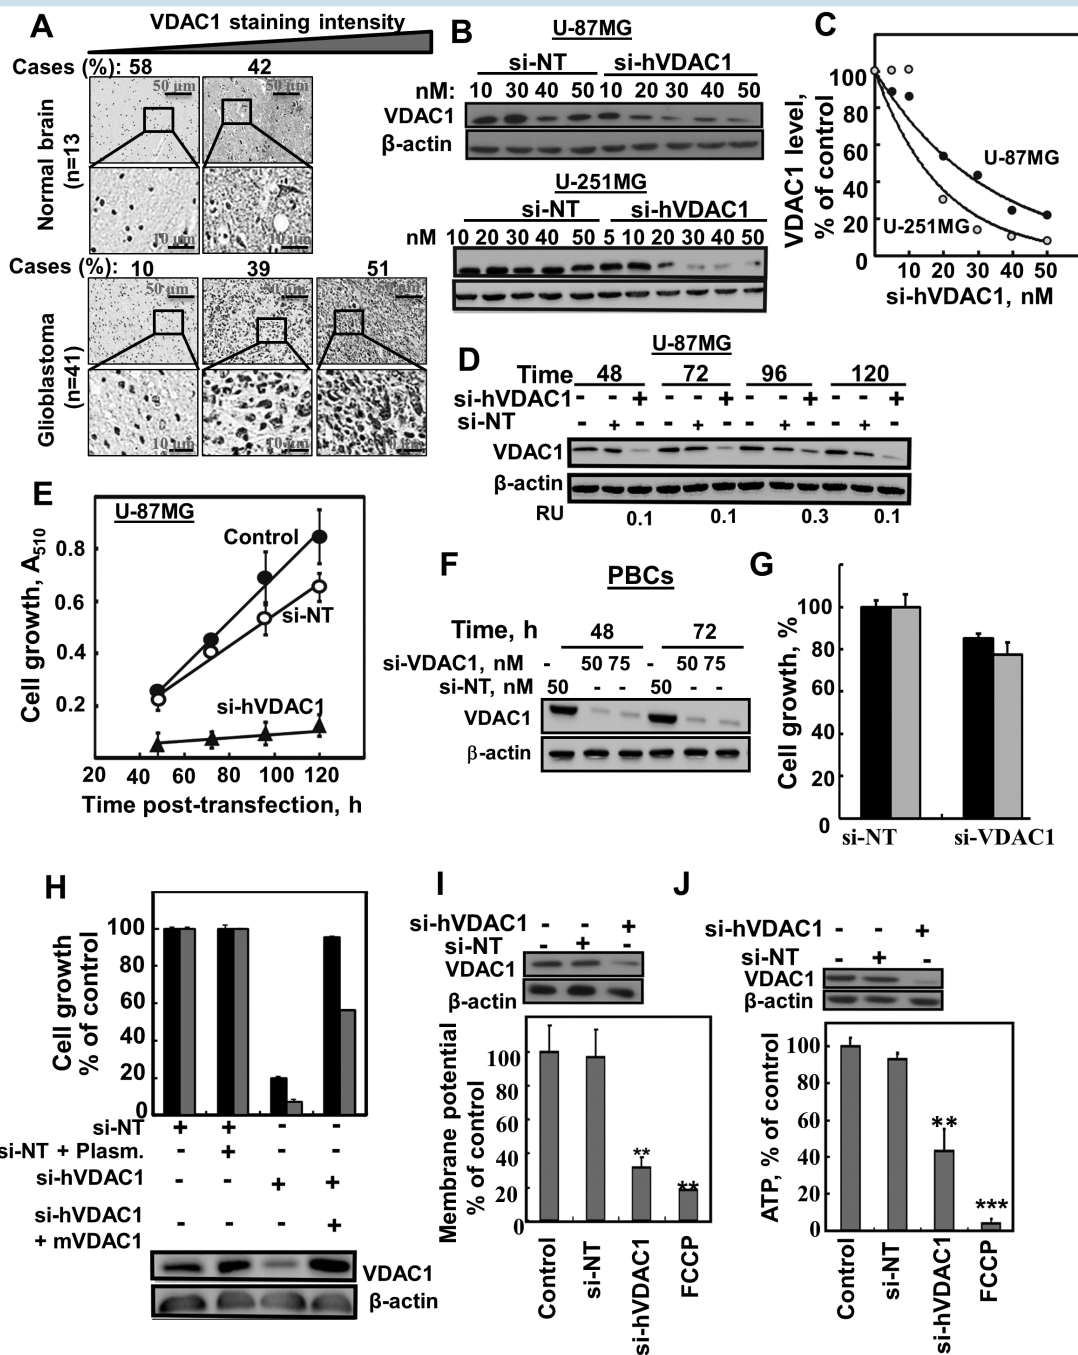 A
VDAC1 staining intensity
Cases (%): 58 42
50 μm 50 μm
Normal brain
(n=13
10 μm 10 μm
Cases (%): 10 39 51
50 μm 50 μm 50 μm
Glioblastoma
(n=41)
10 μm 10 μm 10 μm
B
U-87MG
si-NT si-hVDAC1
nM: 10 30 40 50 10 20 30 40 50
VDAC1
β-actin
U-251MG
si-NT si-hVDAC1
nM 10 20 30 40 50 5 10 20 30 40 50
C
VDAC1 level,
% of control
100
80
60
40
20
0
U-87MG
U-251MG
10 20 30 40 50
si-hVDAC1, nM
D
U-87MG
Time 48 72 96 120
si-hVDAC1 - - + - - + - - + - - +
si-NT - + - - + - - + - - + -
VDAC1
β-actin
RU 0.1 0.1 0.3 0.1
E
U-87MG
Cell growth, A510
0.8
0.6
0.4
0.2
Control
si-NT
si-hVDAC1
20 40 60 80 100 120
Time post-transfection, h
F
PBCs
Time, h 48 72
si-VDAC1, nM - 50 75 - 50 75
si-NT, nM 50 - - 50 - -
VDAC1
β-actin
G
Cell growth, %
100
80
60
40
20
0
si-NT si-VDAC1
H
Cell growth
% of control
100
80
60
40
20
0
si-NT + + - -
si-NT + Plasm. - + - -
si-hVDAC1 - - + +
si-hVDAC1
+ mVDAC1 - - - +
VDAC1
β-actin
I
si-hVDAC1 - - +
si-NT - + -
VDAC1
β-actin
Membrane potential
% of control
100
80
60
40
20
0
** **
Control
si-NT
si-hVDAC1
FCCP
J
si-hVDAC1 - - +
si-NT - + -
VDAC1
β-actin
ATP, % of control
100
80
60
40
20
0
** ***
Control
si-NT
si-hVDAC1
FCCP